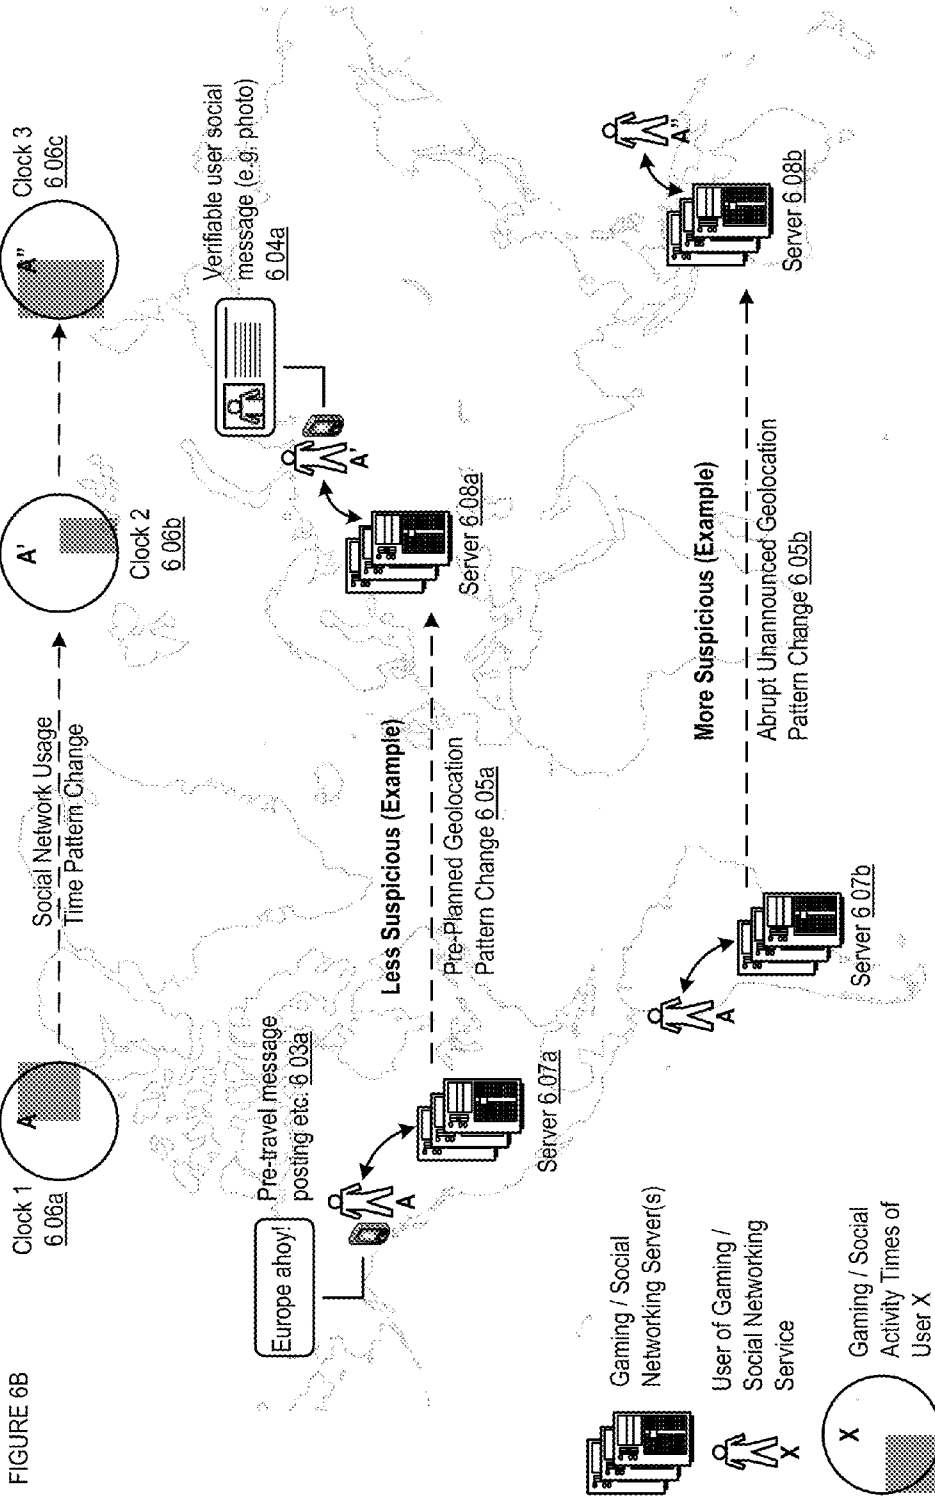 FIGURE 6B
Clock 1
6.06a
A
Social Network Usage
Time Pattern Change
A'
Clock 2
6.06b
Clock 3
6.06c
A"
Europe ahoy!
Pre-travel message
posting etc. 6.03a
A
Server 6.07a
Less Suspicious (Example)
Pre-Planned Geolocation
Pattern Change 6.05a
Server 6.08a
A'
Verifiable user social
message (e.g. photo)
6.04a
A
Server 6.07b
More Suspicious (Example)
Abrupt Unannounced Geolocation
Pattern Change 6.05b
Server 6.08b
A"
Gaming / Social
Networking Server(s)
X
User of Gaming /
Social Networking
Service
X
Gaming / Social
Activity Times of
User X